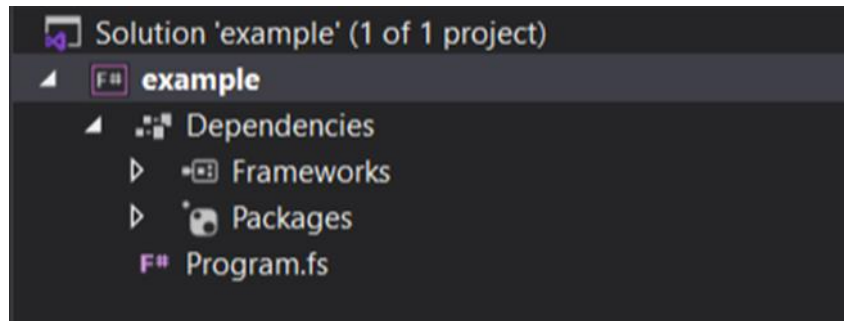 Solution 'example' (1 of 1 project)
F# example
Dependencies
Frameworks
Packages
F# Program.fs